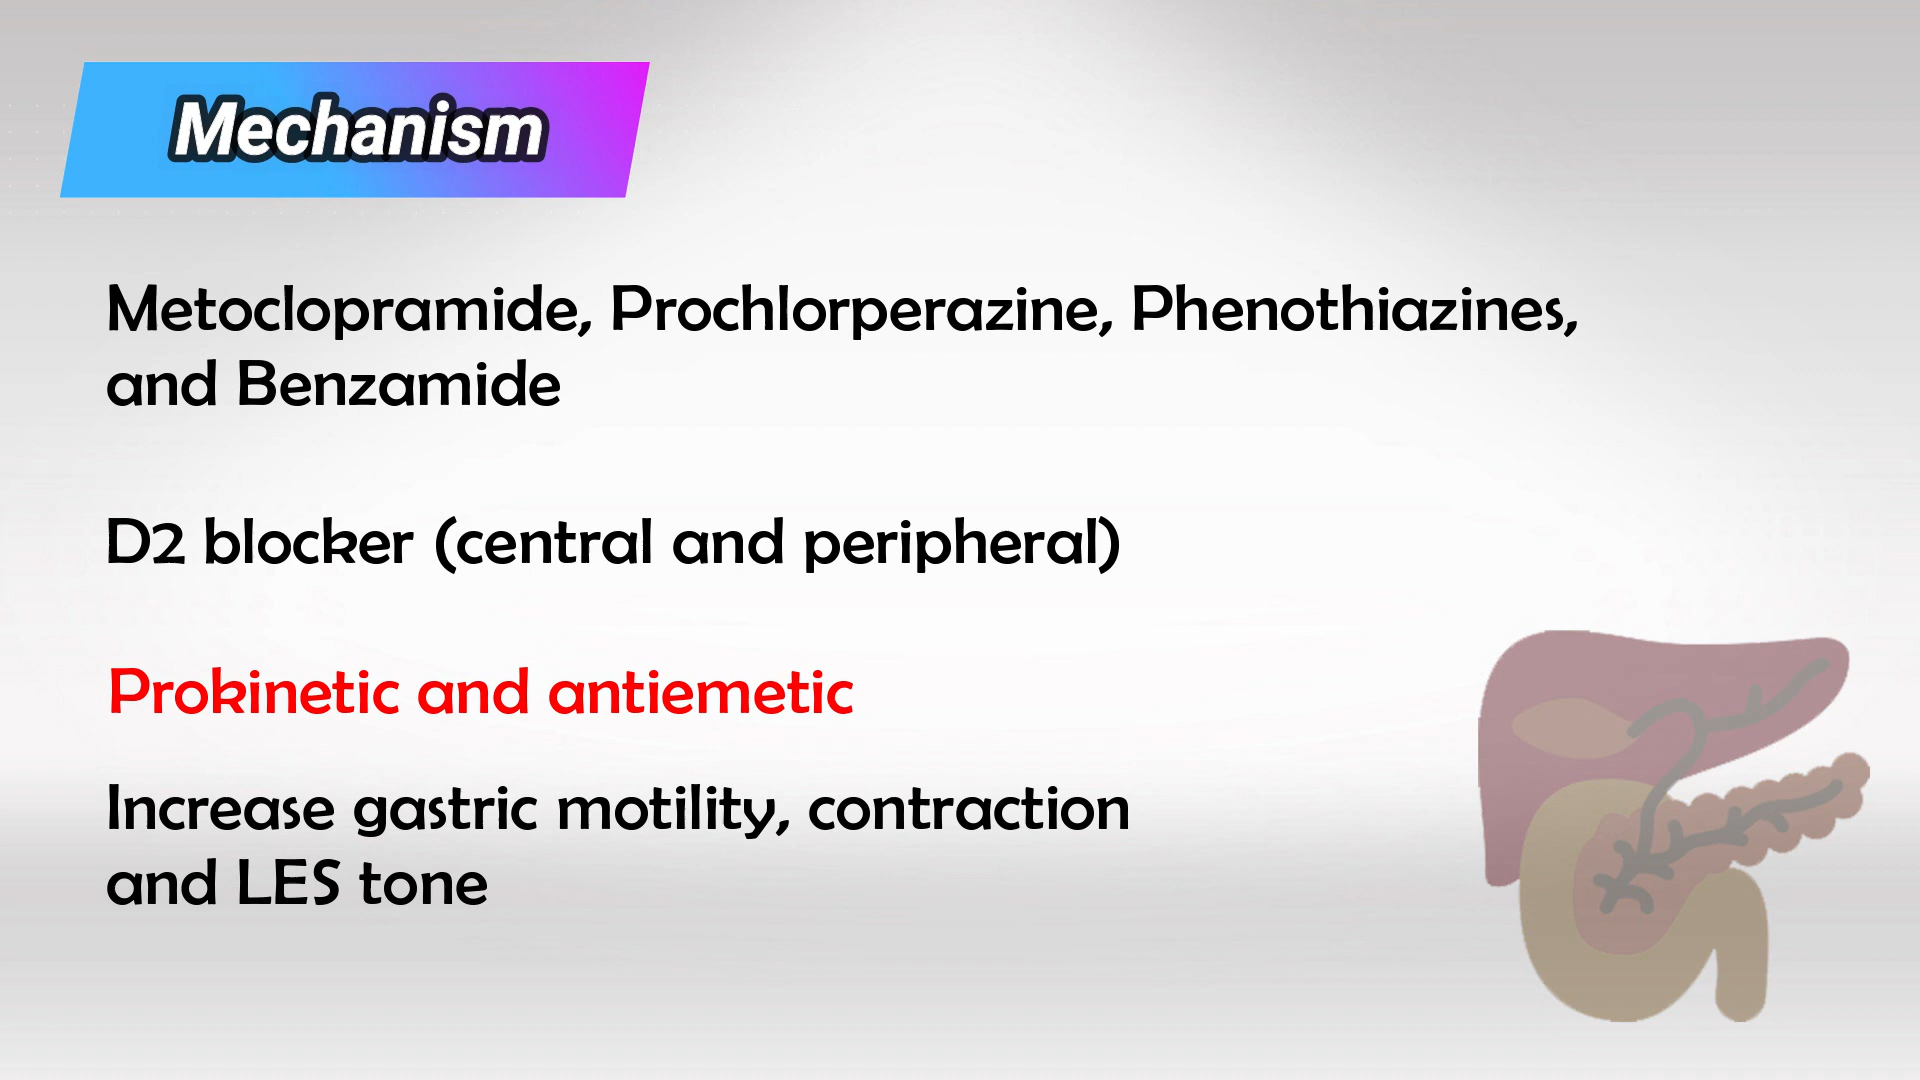 Mechanism
Metoclopramide, Prochlorperazine, Phenothiazines,
and Benzamide
D2 blocker (central and peripheral)
Prokinetic and antiemetic
Increase gastric motility, contraction
and LES tone